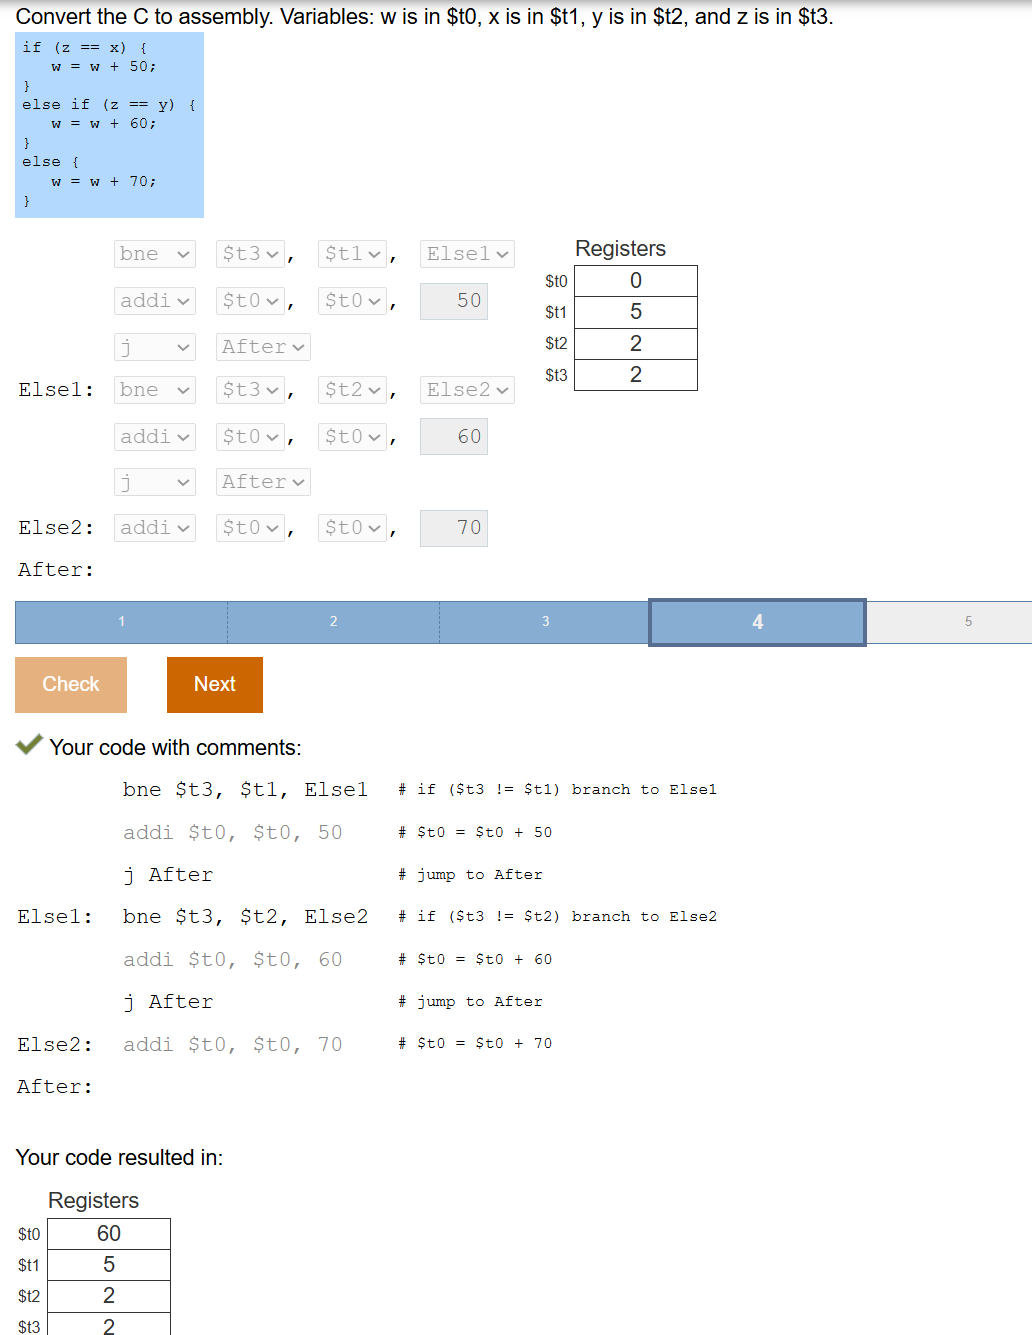 Convert the C to assembly. Variables: w is in $t0, x is in $t1, y is in $t2, and z is in $t3.
if (z == x) {
   w = w + 50;
}
else if (z == y) {
   w = w + 60;
}
else {
   w = w + 70;
}
bne $t3, $t1, Else1
addi $t0, $t0, 50
j After
Else1: bne $t3, $t2, Else2
addi $t0, $t0, 60
j After
Else2: addi $t0, $t0, 70
After:
Registers
$t0 0
$t1 5
$t2 2
$t3 2
1 2 3 4 5
Check Next
Your code with comments:
bne $t3, $t1, Else1 # if ($t3 != $t1) branch to Else1
addi $t0, $t0, 50 # $t0 = $t0 + 50
j After # jump to After
Else1: bne $t3, $t2, Else2 # if ($t3 != $t2) branch to Else2
addi $t0, $t0, 60 # $t0 = $t0 + 60
j After # jump to After
Else2: addi $t0, $t0, 70 # $t0 = $t0 + 70
After:
Your code resulted in:
Registers
$t0 60
$t1 5
$t2 2
$t3 2